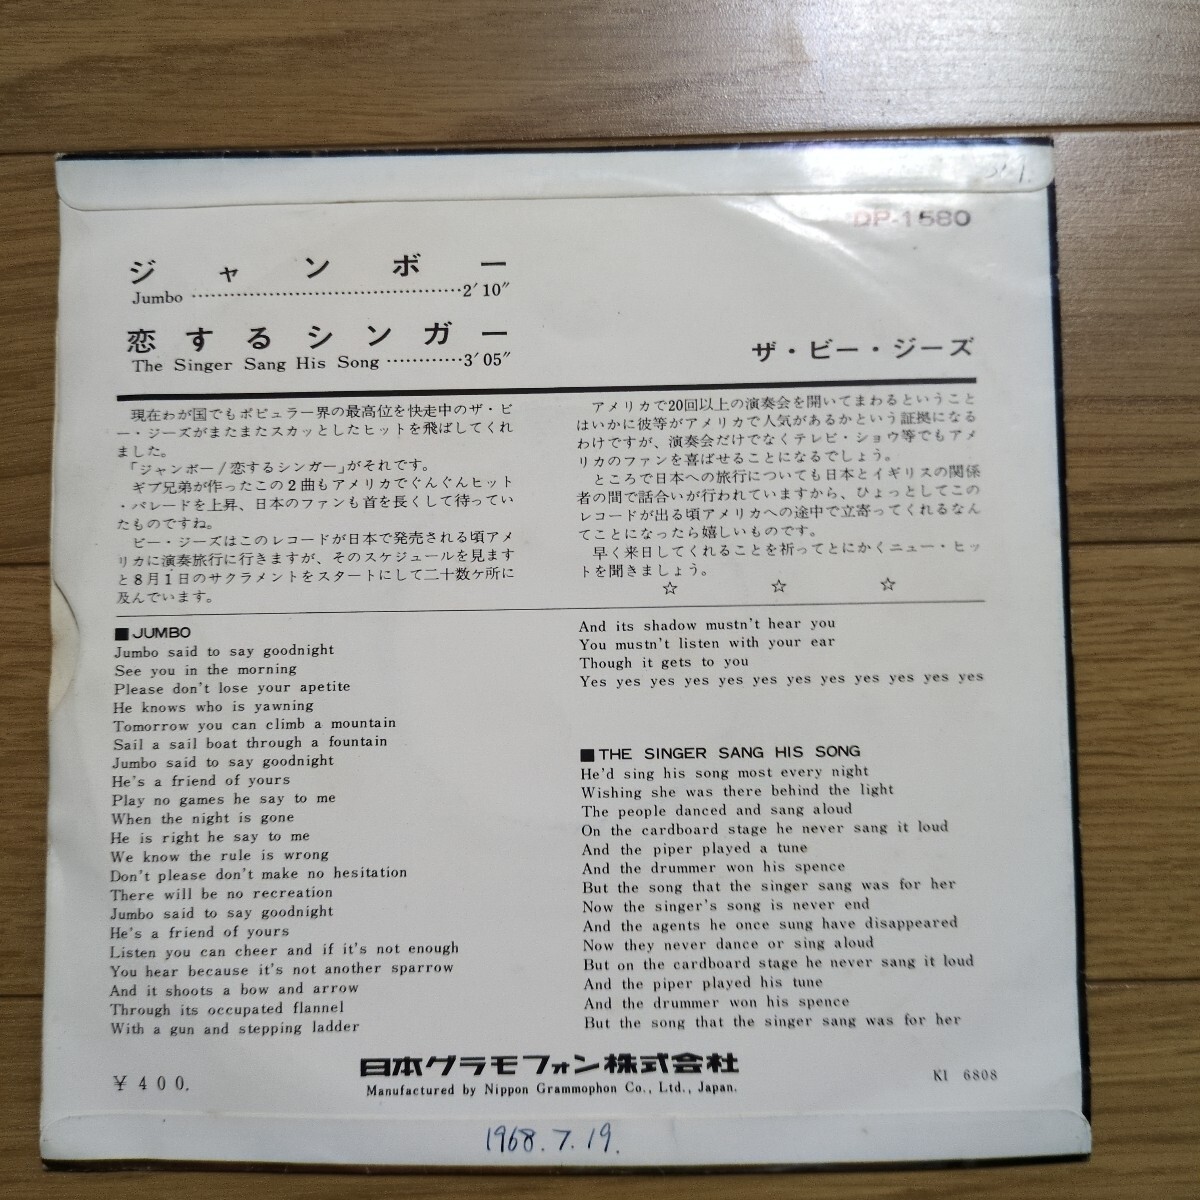 DP-1580
ジャンボー
Jumbo ……………………………………2′10″
恋するシンガー
The Singer Sang His Song …………3′05″
ザ・ビー・ジーズ
現在わが国でもポピュラー界の最高位を快走中のザ・ビ
ー・ジーズがまたまたスカッとしたヒットを飛ばしてくれ
ました。
「ジャンボー/恋するシンガー」がそれです。
ギブ兄弟が作ったこの2曲もアメリカでぐんぐんヒット
・パレードを上昇、日本のファンも首を長くして待ってい
たものですね。
ビー・ジーズはこのレコードが日本で発売される頃アメ
リカに演奏旅行に行きますが、そのスケジュールを見ます
と8月1日のサクラメントをスタートにして二十数ヶ所に
及んでいます。
アメリカで20回以上の演奏会を開いてまわるということ
はいかに彼等がアメリカで人気があるかという証拠になる
わけですが、演奏会だけでなくテレビ・ショウ等でもアメ
リカのファンを喜ばせることになるでしょう。
ところで日本への旅行についても日本とイギリスの関係
者の間で話合いが行われていますから、ひょっとしてこの
レコードが出る頃アメリカへの途中で立寄ってくれるなん
てことになったら嬉しいものです。
早く来日してくれることを祈ってとにかくニュー・ヒッ
トを聞きましょう。
☆ ☆ ☆
■JUMBO
Jumbo said to say goodnight
See you in the morning
Please don't lose your apetite
He knows who is yawning
Tomorrow you can climb a mountain
Sail a sail boat through a fountain
Jumbo said to say goodnight
He's a friend of yours
Play no games he say to me
When the night is gone
He is right he say to me
We know the rule is wrong
Don't please don't make no hesitation
There will be no recreation
Jumbo said to say goodnight
He's a friend of yours
Listen you can cheer and if it's not enough
You hear because it's not another sparrow
And it shoots a bow and arrow
Through its occupated flannel
With a gun and stepping ladder
And its shadow mustn't hear you
You mustn't listen with your ear
Though it gets to you
Yes yes yes yes yes yes yes yes yes yes yes yes
■THE SINGER SANG HIS SONG
He'd sing his song most every night
Wishing she was there behind the light
The people danced and sang aloud
On the cardboard stage he never sang it loud
And the piper played a tune
And the drummer won his spence
But the song that the singer sang was for her
Now the singer's song is never end
And the agents he once sung have disappeared
Now they never dance or sing aloud
But on the cardboard stage he never sang it loud
And the piper played his tune
And the drummer won his spence
But the song that the singer sang was for her
¥400.
日本グラモフォン株式会社
Manufactured by Nippon Grammophon Co., Ltd., Japan.
KI 6808
1968.7.19.